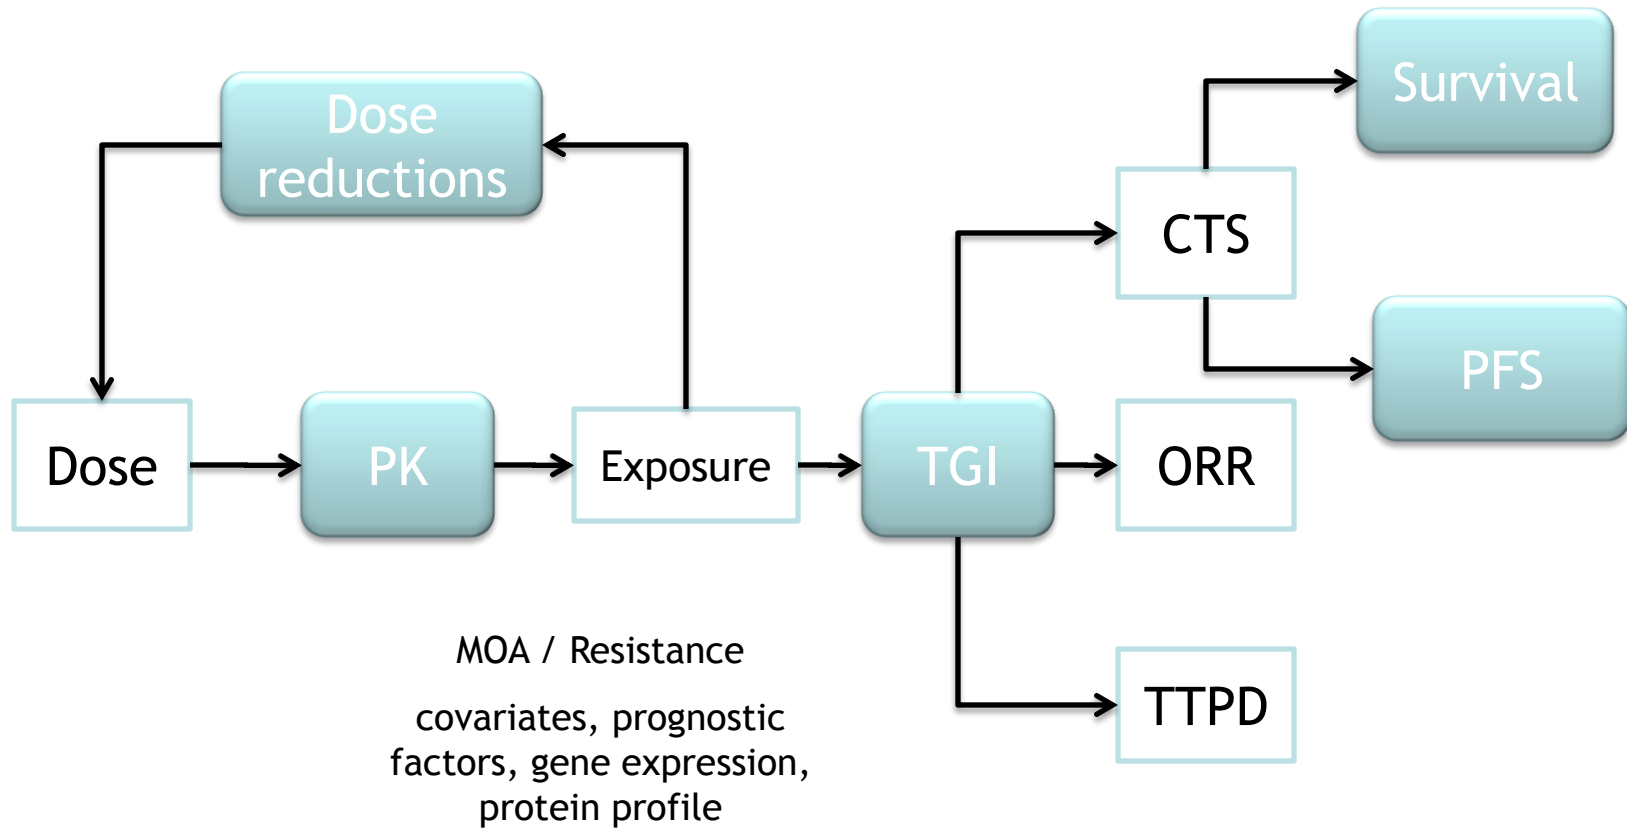 Survival
Dose
reductions
CTS
PFS
Dose
PK
Exposure
TGI
ORR
MOA / Resistance
covariates, prognostic
factors, gene expression,
protein profile
TTPD